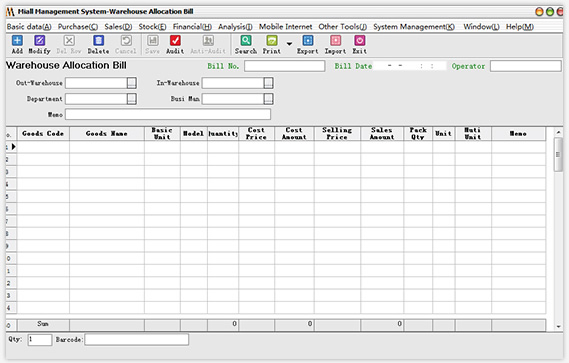 Miall Management System-Warehouse Allocation Bill
Basic data(A) Purchase(C) Sales(D) Stock(E) Financial(H) Analysis(I) Mobile Internet Other Tools(J) System Management(K) Window(L) Help(M)
Add Modify Del Row Delete Cancel Save Audit Anti-Audit Search Print Export Import Exit
Warehouse Allocation Bill Bill No. Bill Date - - : : Operator
Out-Warehouse ... In-Warehouse ...
Department ... Busi Man ...
Memo
o. Goods Code Goods Name Basic Unit Model Quantity Cost Price Cost Amount Selling Price Sales Amount Pack Qty Unit Muti Unit Memo
1
2
3
4
5
6
7
8
9
0
1
2
3
4
0 Sum 0 0 0
Qty: 1 Barcode: